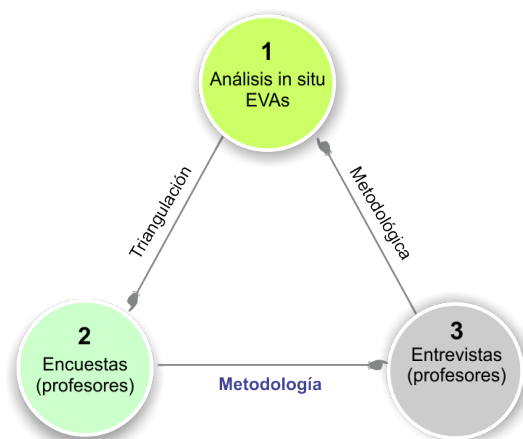 1
Análisis in situ
EVAs
Triangulación
Metodológica
2
Encuestas
(profesores)
Metodología
3
Entrevistas
(profesores)